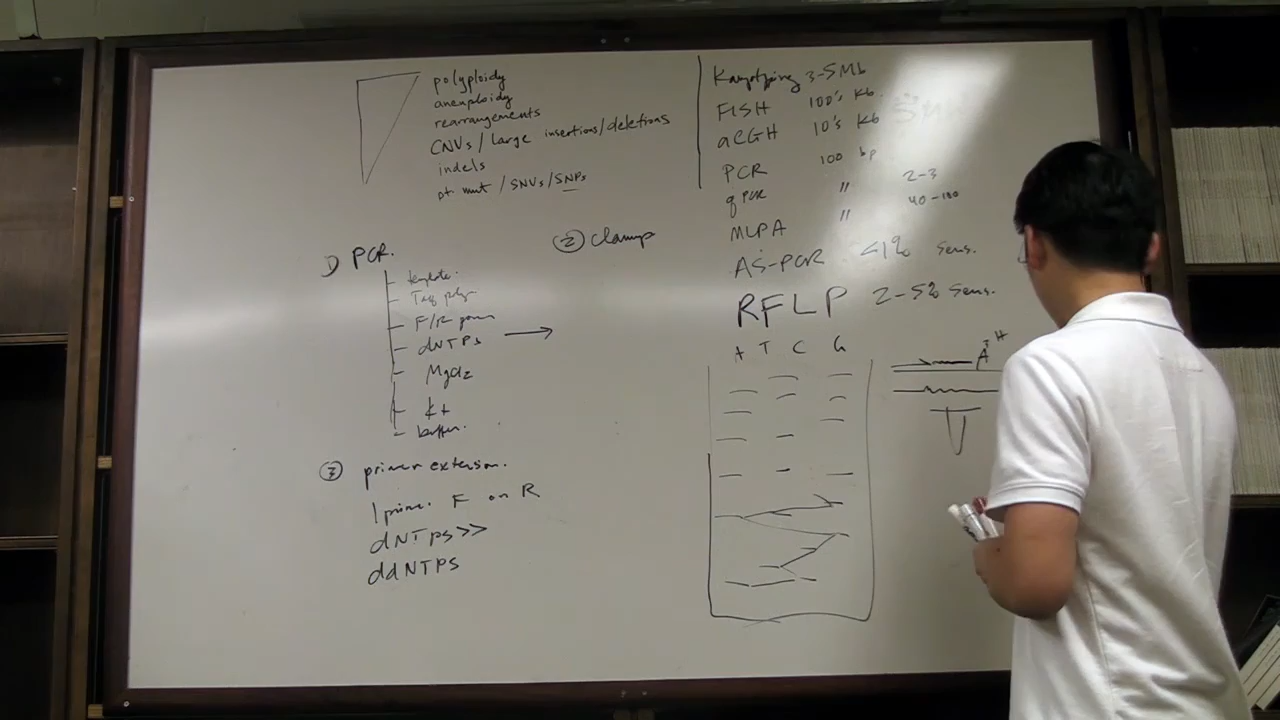 polyploidy
aneuploidy
rearrangements
CNVs / large insertions/deletions
indels
pt mut / SNVs / SNPs
Karyotyping 3-5Mb
FISH 100's Kb.
aCGH 10's Kb
PCR 100 bp
qPCR " 2-3
MLPA " 40-100
AS-PCR <1% Sens.
RFLP 2-5% Sens.
1) PCR.
template.
Taq poly
F/R primer
dNTPs
MgCl2
K+
buffer.
② clamp
③ primer extension.
1 primer F or R
dNTPs >>
ddNTPS
A T C G
A T H